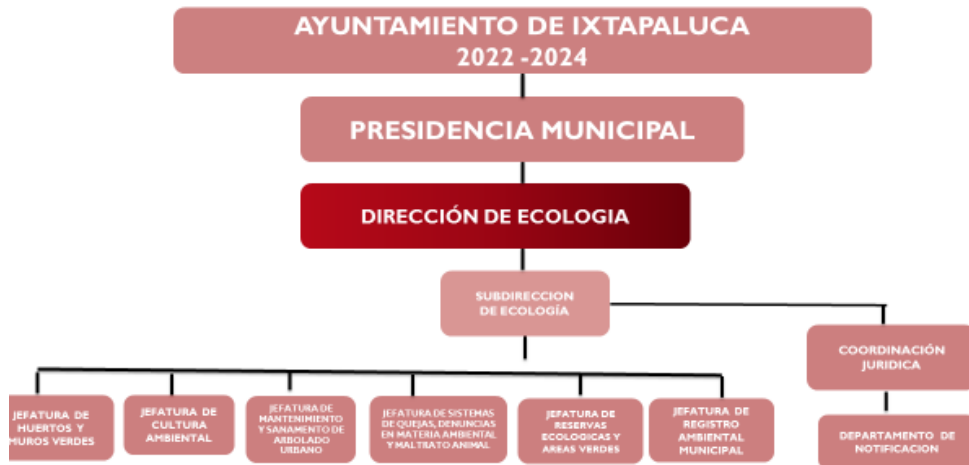 AYUNTAMIENTO DE IXTAPALUCA
2022 -2024
PRESIDENCIA MUNICIPAL
DIRECCIÓN DE ECOLOGIA
SUBDIRECCION
DE ECOLOGÍA
COORDINACIÓN
JURIDICA
JEFATURA DE
HUERTOS Y
MUROS VERDES
JEFATURA DE
CULTURA
AMBIENTAL
JEFATURA DE
MANTENIMIENTO
Y SANAMENTO DE
ARBOLADO
URBANO
JEFATURA DE SISTEMAS
DE QUEJAS, DENUNCIAS
EN MATERIA AMBIENTAL
Y MALTRATO ANIMAL
JEFATURA DE
RESERVAS
ECOLOGICAS Y
AREAS VERDES
JEFATURA DE
REGISTRO
AMBIENTAL
MUNICIPAL
DEPARTAMENTO DE
NOTIFICACION